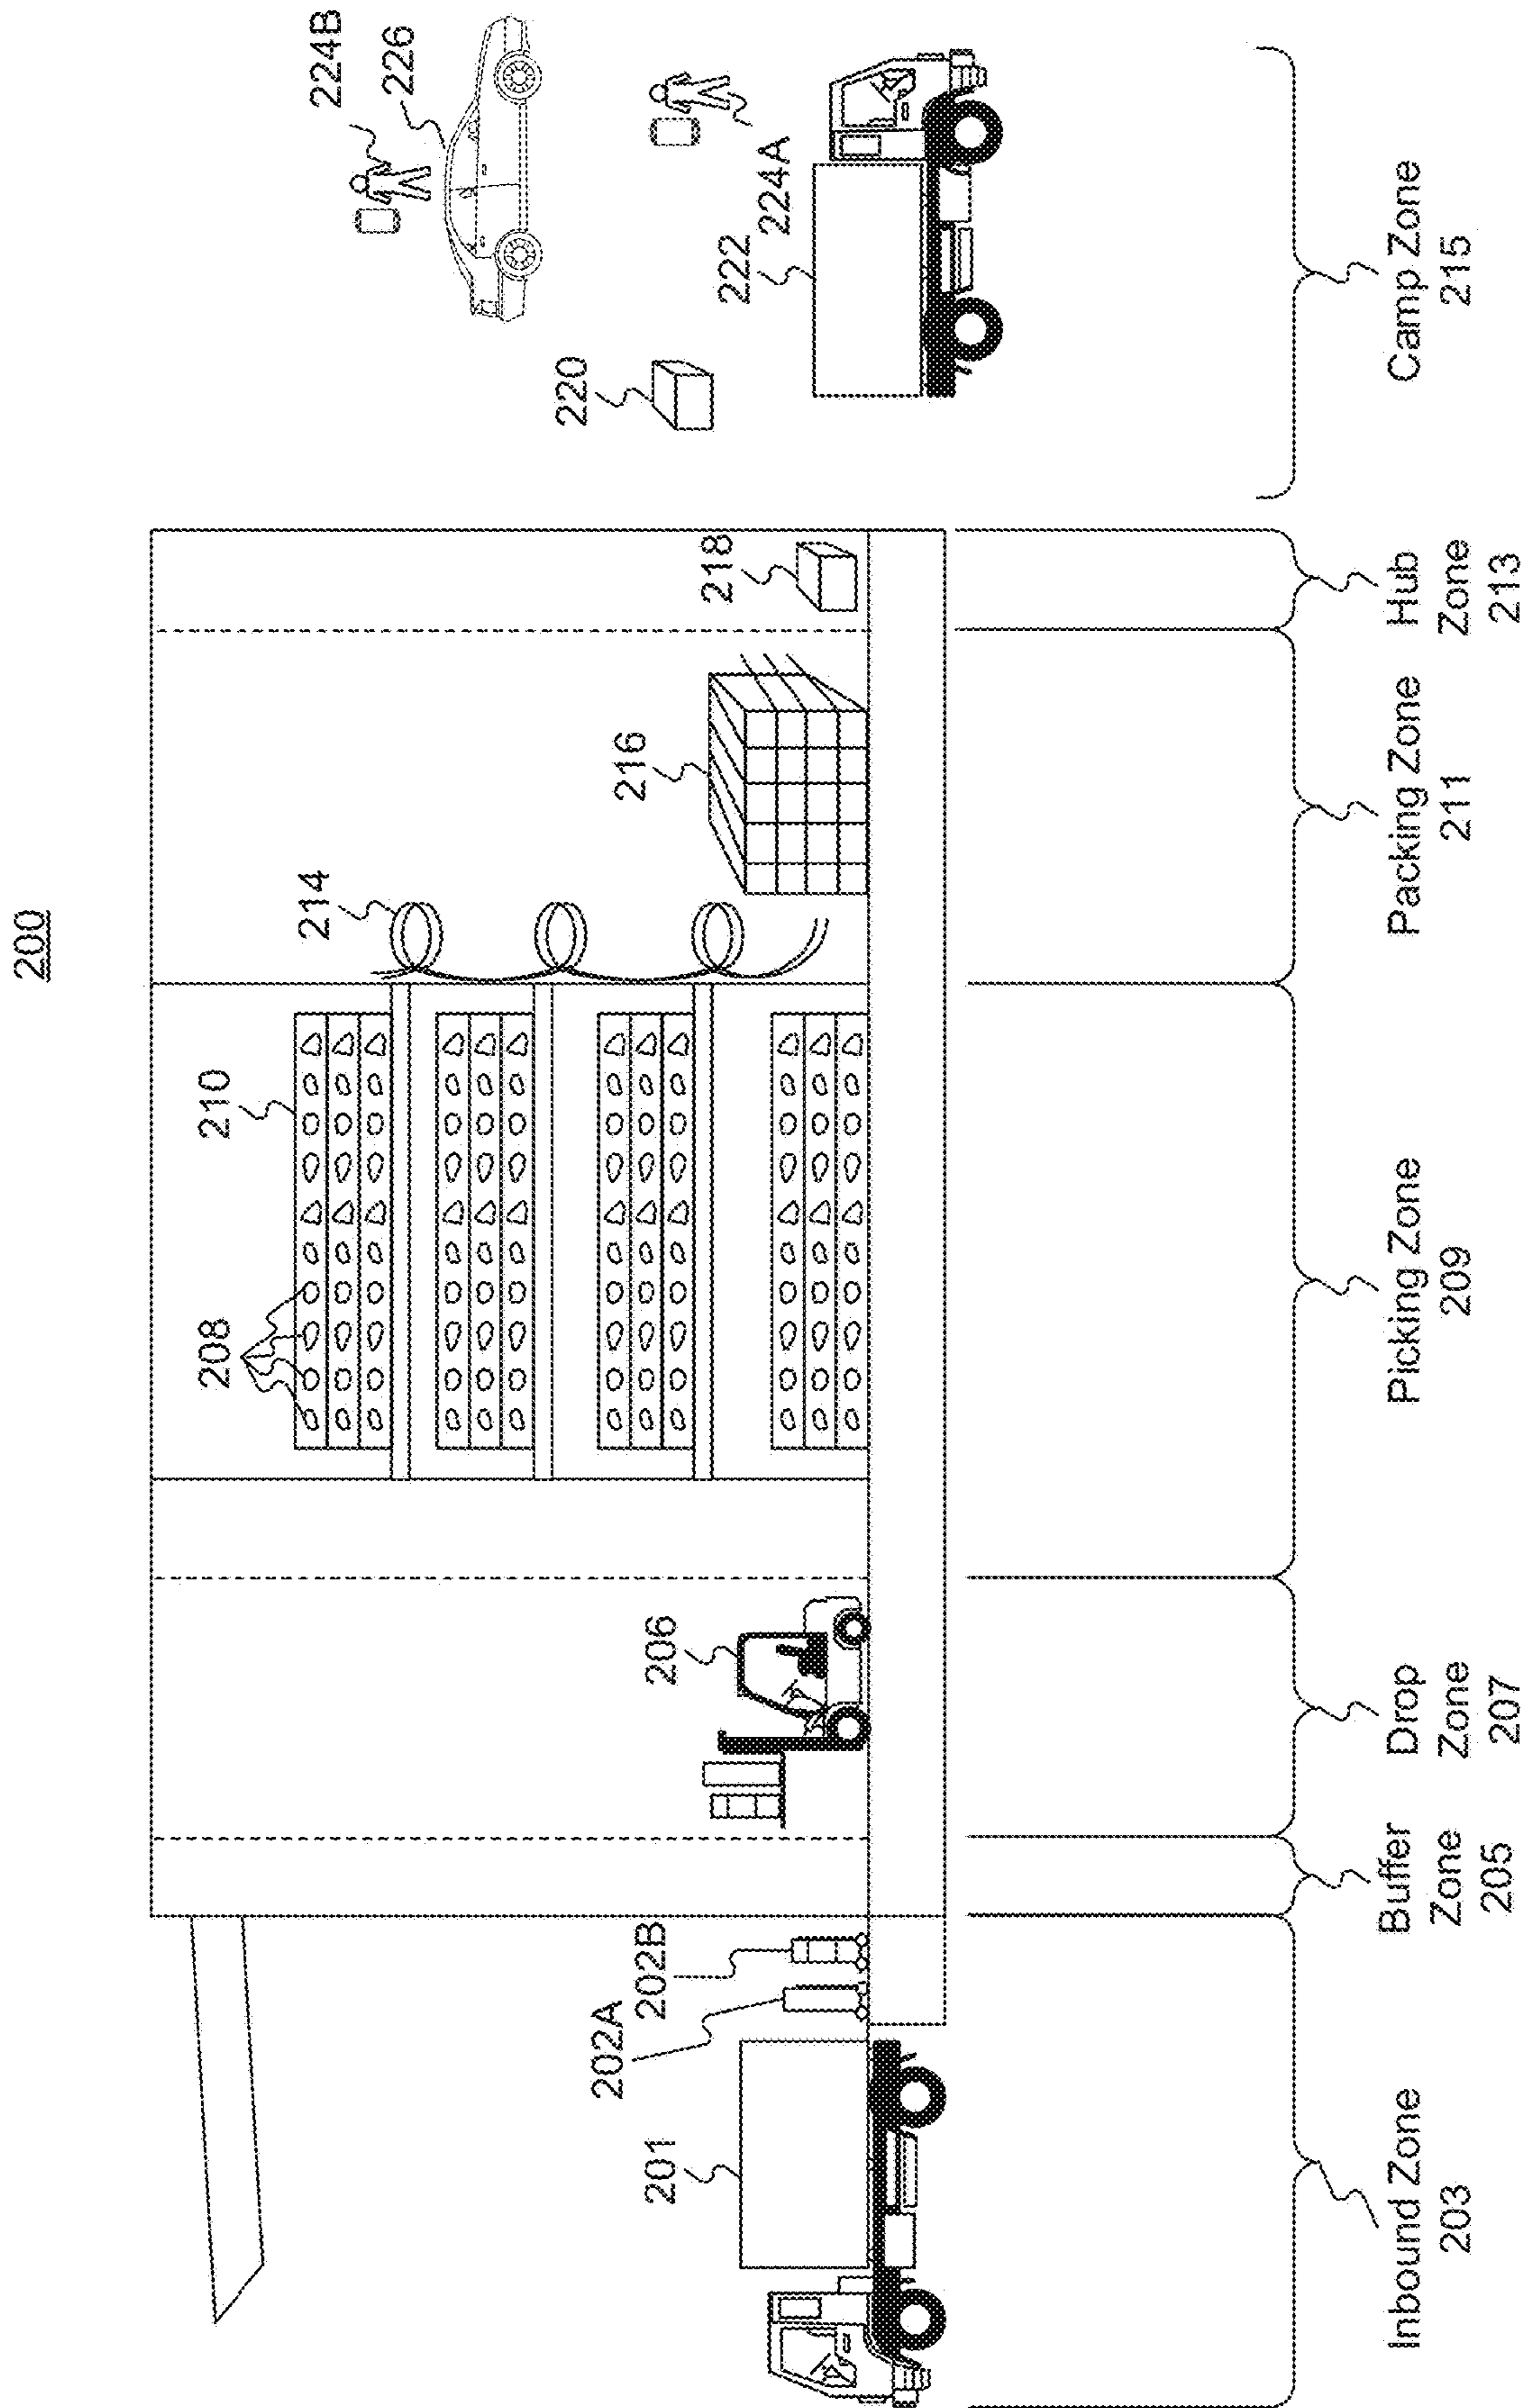 200
224B
226
224A
222
220
218
216
214
210
208
206
202B
202A
201
Inbound Zone
203
Buffer
Zone
205
Drop
Zone
207
Picking Zone
209
Packing Zone
211
Hub
Zone
213
Camp Zone
215